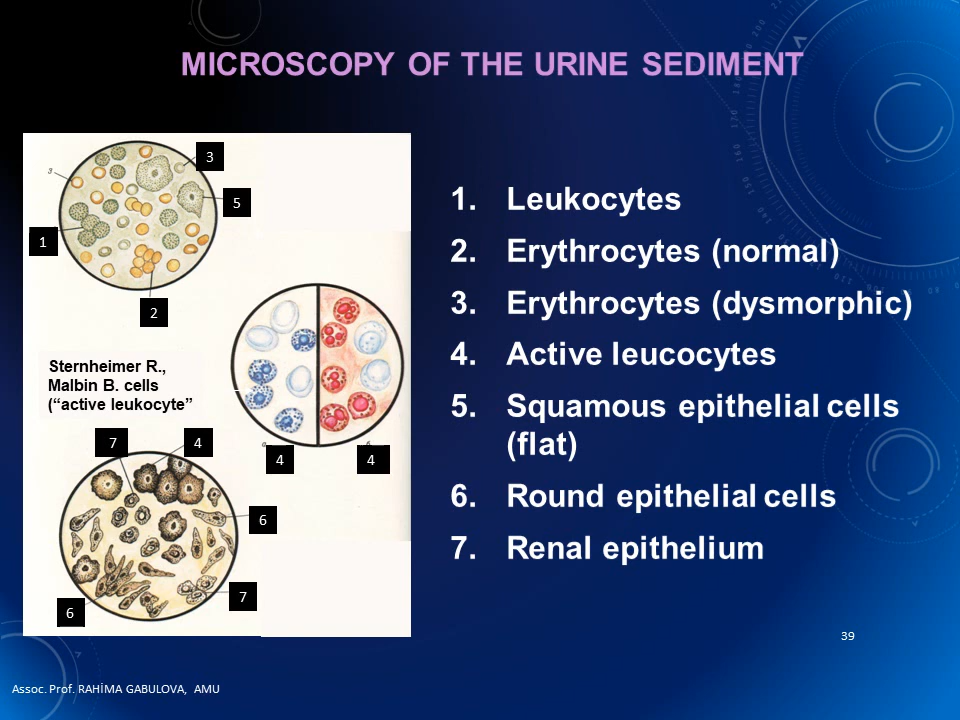 MICROSCOPY OF THE URINE SEDIMENT
3
5
1
2
Sternheimer R.,
Malbin B. cells
(“active leukocyte”
7
4
4
4
6
7
6
1. Leukocytes
2. Erythrocytes (normal)
3. Erythrocytes (dysmorphic)
4. Active leucocytes
5. Squamous epithelial cells
(flat)
6. Round epithelial cells
7. Renal epithelium
39
Assoc. Prof. RAHİMA GABULOVA, AMU